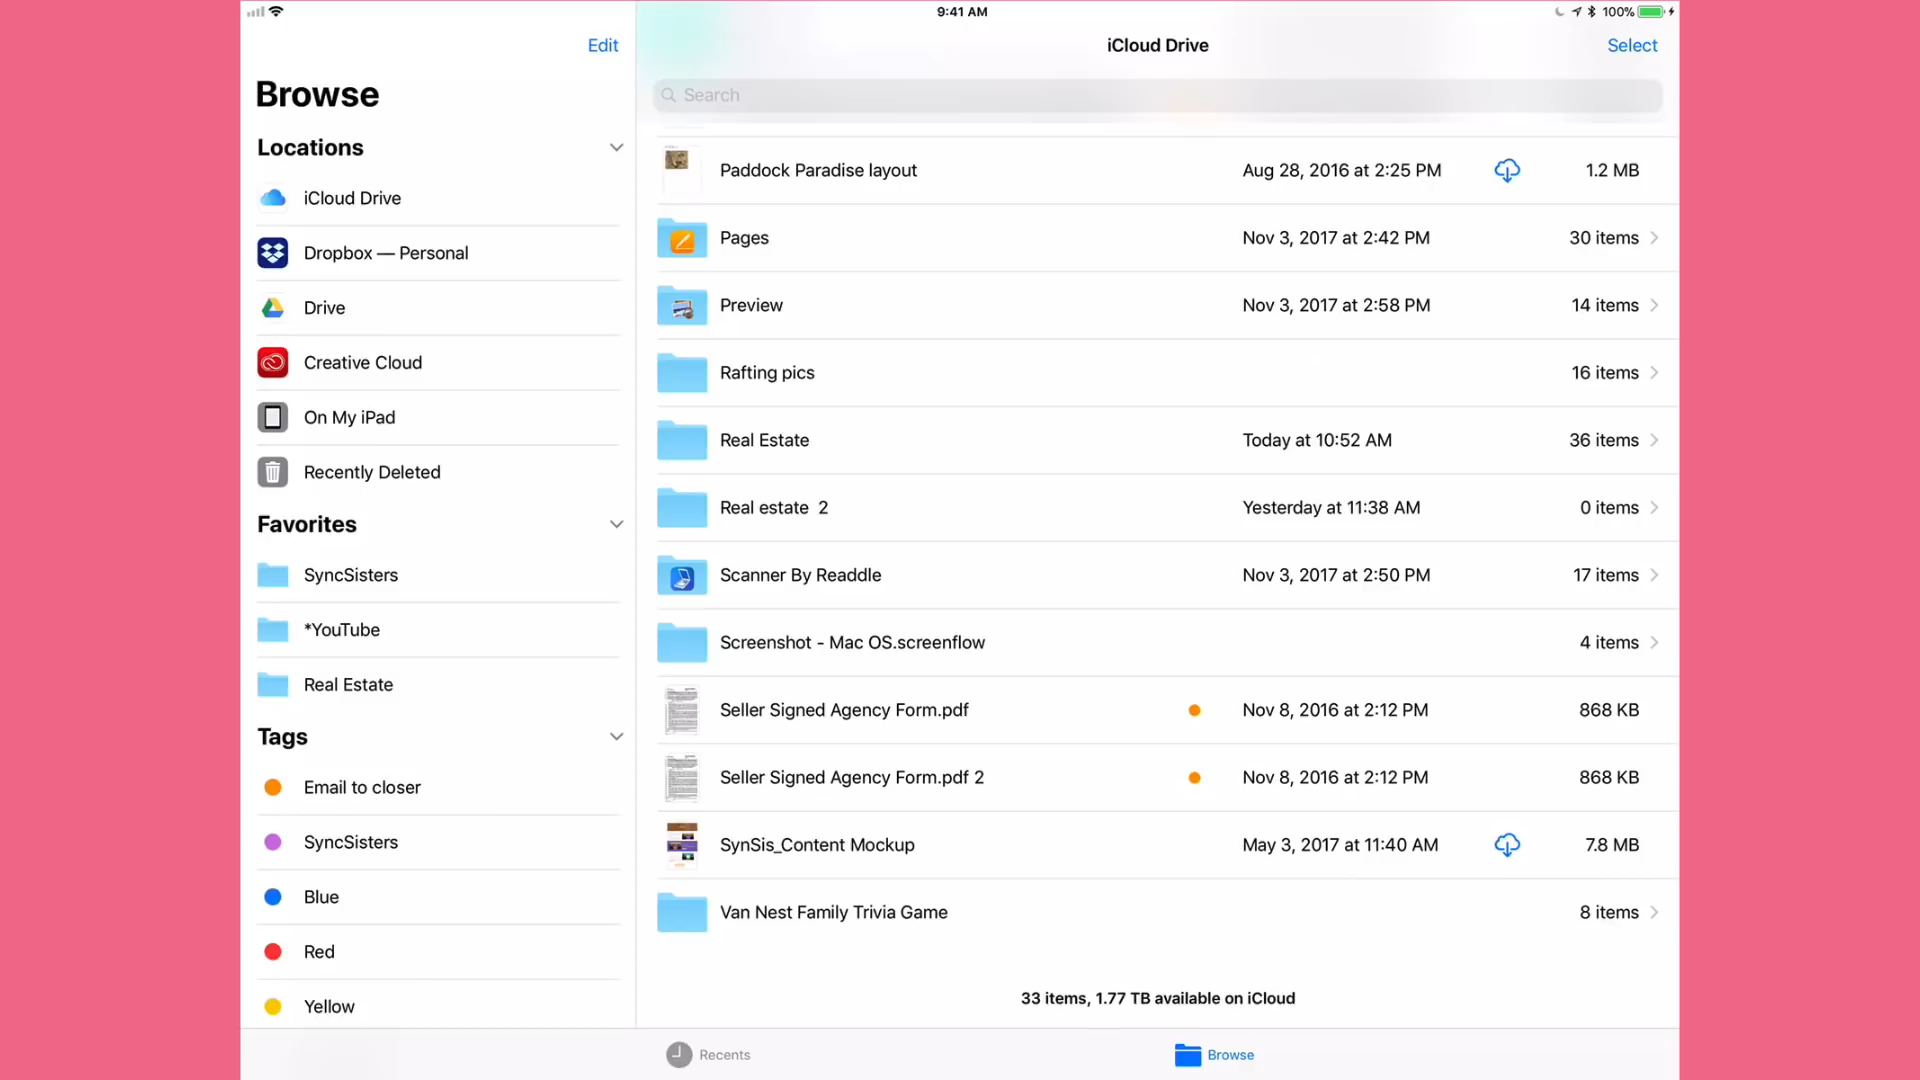 9:41 AM
100%
Edit
iCloud Drive
Select
Browse
Search
Locations
iCloud Drive
Dropbox — Personal
Drive
Creative Cloud
On My iPad
Recently Deleted
Favorites
SyncSisters
*YouTube
Real Estate
Tags
Email to closer
SyncSisters
Blue
Red
Yellow
Paddock Paradise layout Aug 28, 2016 at 2:25 PM 1.2 MB
Pages Nov 3, 2017 at 2:42 PM 30 items
Preview Nov 3, 2017 at 2:58 PM 14 items
Rafting pics 16 items
Real Estate Today at 10:52 AM 36 items
Real estate  2 Yesterday at 11:38 AM 0 items
Scanner By Readdle Nov 3, 2017 at 2:50 PM 17 items
Screenshot - Mac OS.screenflow 4 items
Seller Signed Agency Form.pdf Nov 8, 2016 at 2:12 PM 868 KB
Seller Signed Agency Form.pdf 2 Nov 8, 2016 at 2:12 PM 868 KB
SynSis_Content Mockup May 3, 2017 at 11:40 AM 7.8 MB
Van Nest Family Trivia Game 8 items
33 items, 1.77 TB available on iCloud
Recents
Browse